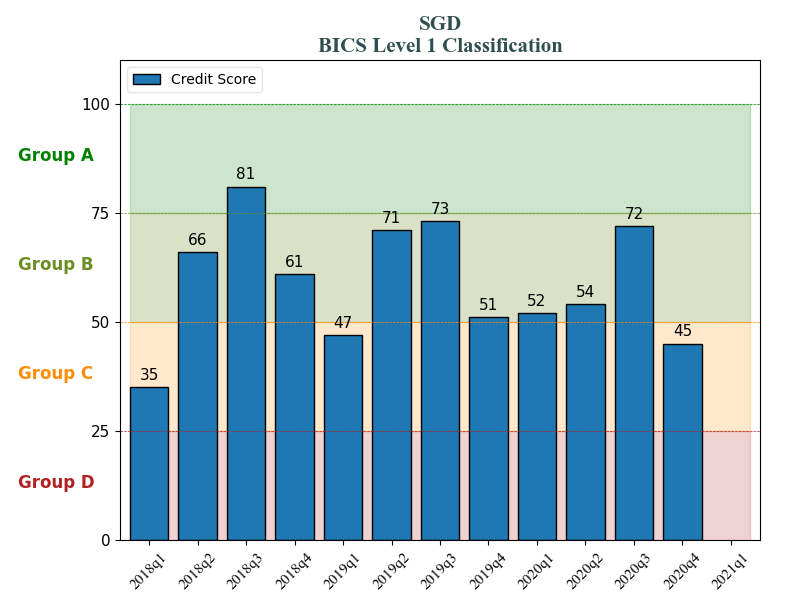 SGD
BICS Level 1 Classification
Credit Score
100
75
50
25
0
Group A
Group B
Group C
Group D
35
66
81
61
47
71
73
51
52
54
72
45
2018q1
2018q2
2018q3
2018q4
2019q1
2019q2
2019q3
2019q4
2020q1
2020q2
2020q3
2020q4
2021q1